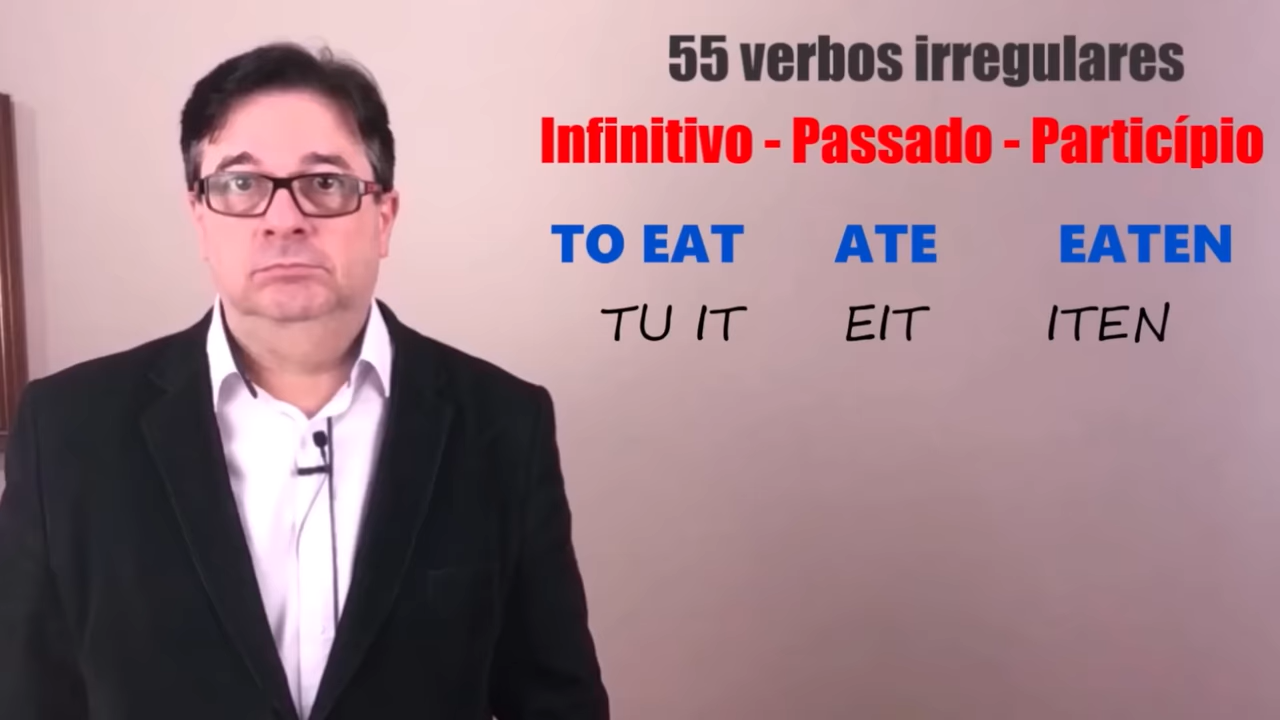 55 verbos irregulares
Infinitivo - Passado - Particípio
TO EAT ATE EATEN
TU IT EIT ITEN